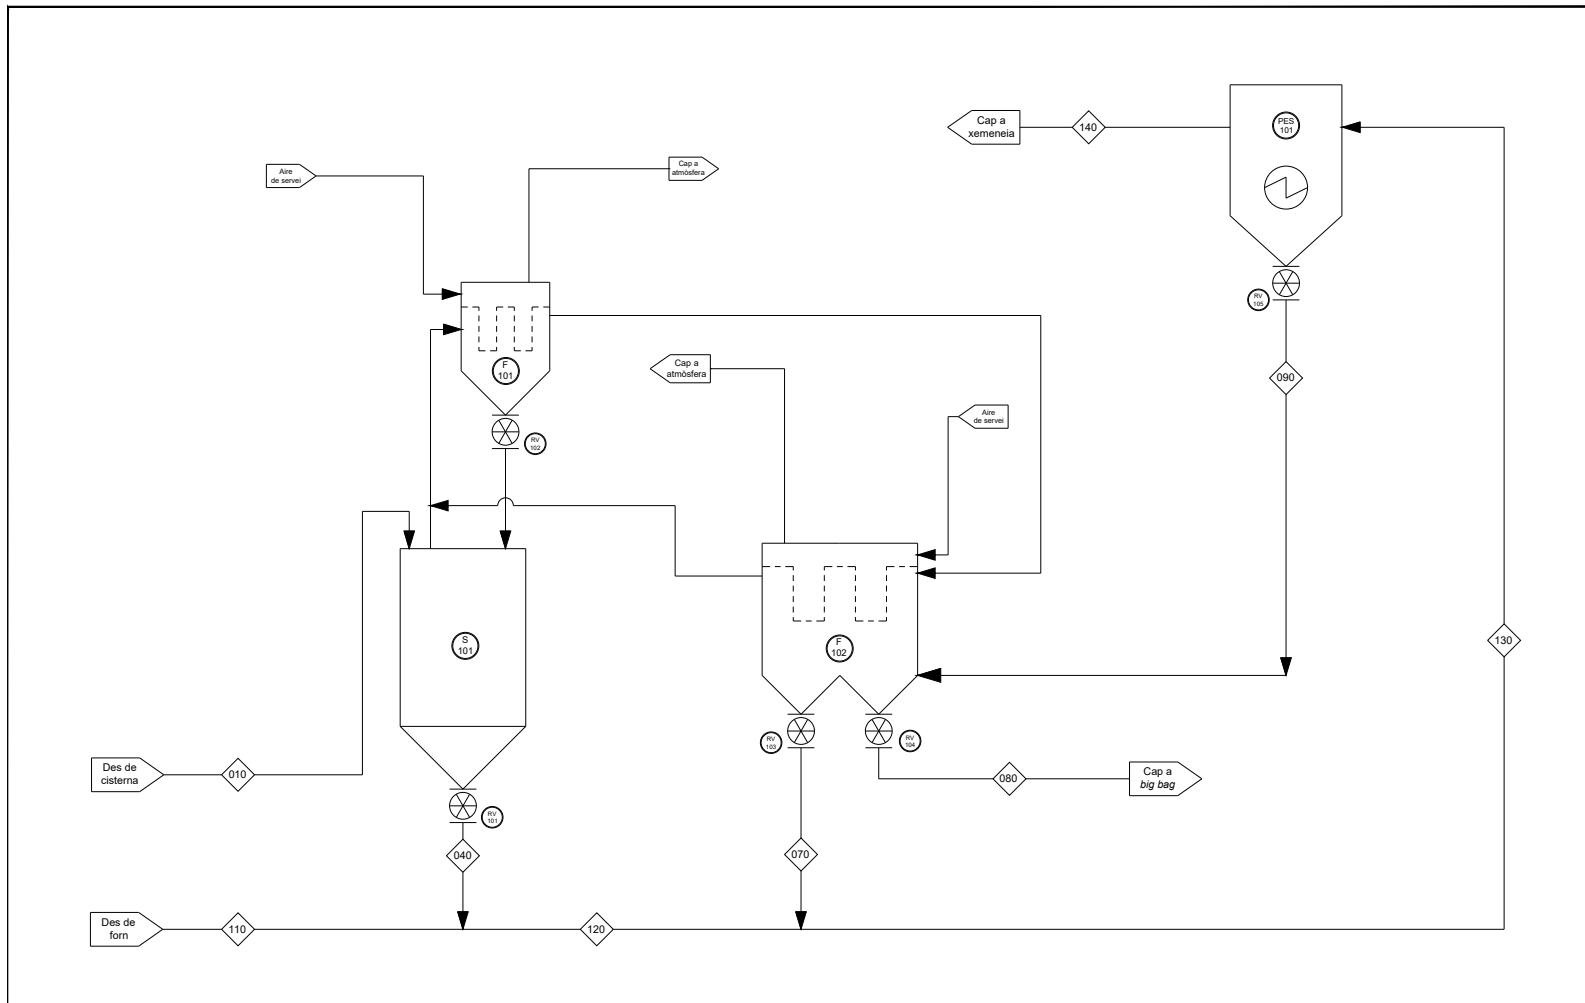 Cap a
xemeneia
140
PES
101
Aire
de servei
Cap a
atmòsfera
RV
105
F
101
Cap a
atmòsfera
090
Aire
de servei
RV
102
S
101
F
102
130
RV
103
RV
104
Des de
cisterna
010
080
Cap a
big bag
RV
101
040
070
Des de
forn
110
120